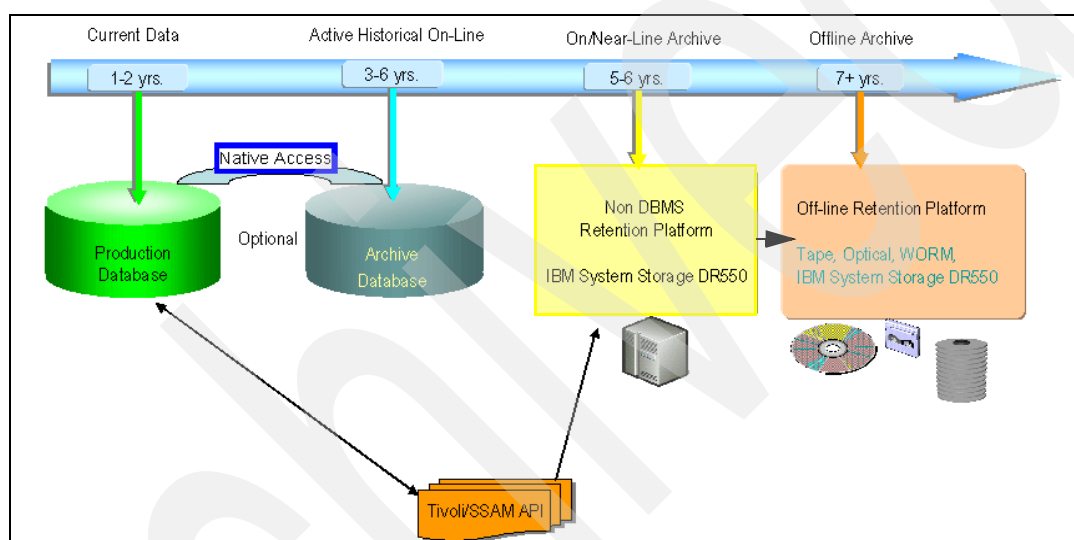 Current Data
Active Historical On-Line
On/Near-Line Archive
Offline Archive
1-2 yrs.
3-6 yrs.
5-6 yrs.
7+ yrs.
Native Access
Production
Database
Optional
Archive
Database
Non DBMS
Retention Platform
IBM System Storage DR550
Off-line Retention Platform
Tape, Optical, WORM,
IBM System Storage DR550
Tivoli/SSAM API